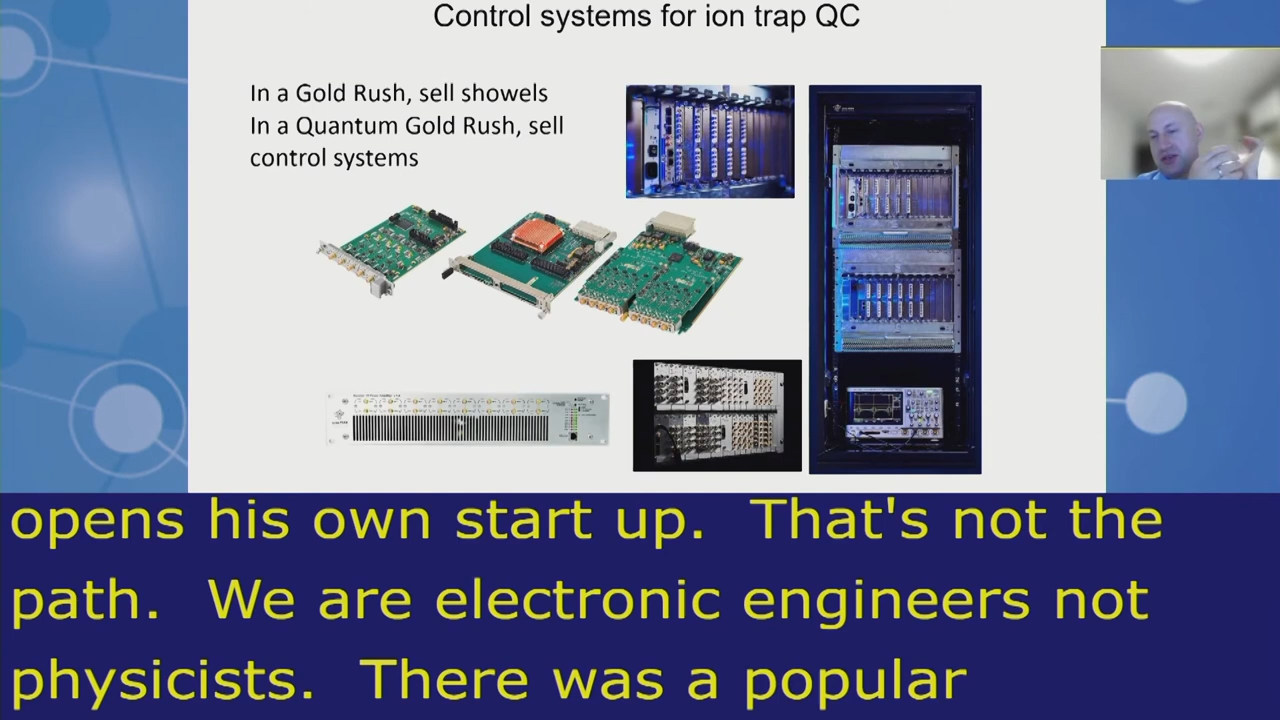 Control systems for ion trap QC
In a Gold Rush, sell showels
In a Quantum Gold Rush, sell
control systems
opens his own start up.  That's not the
path.  We are electronic engineers not
physicists.  There was a popular